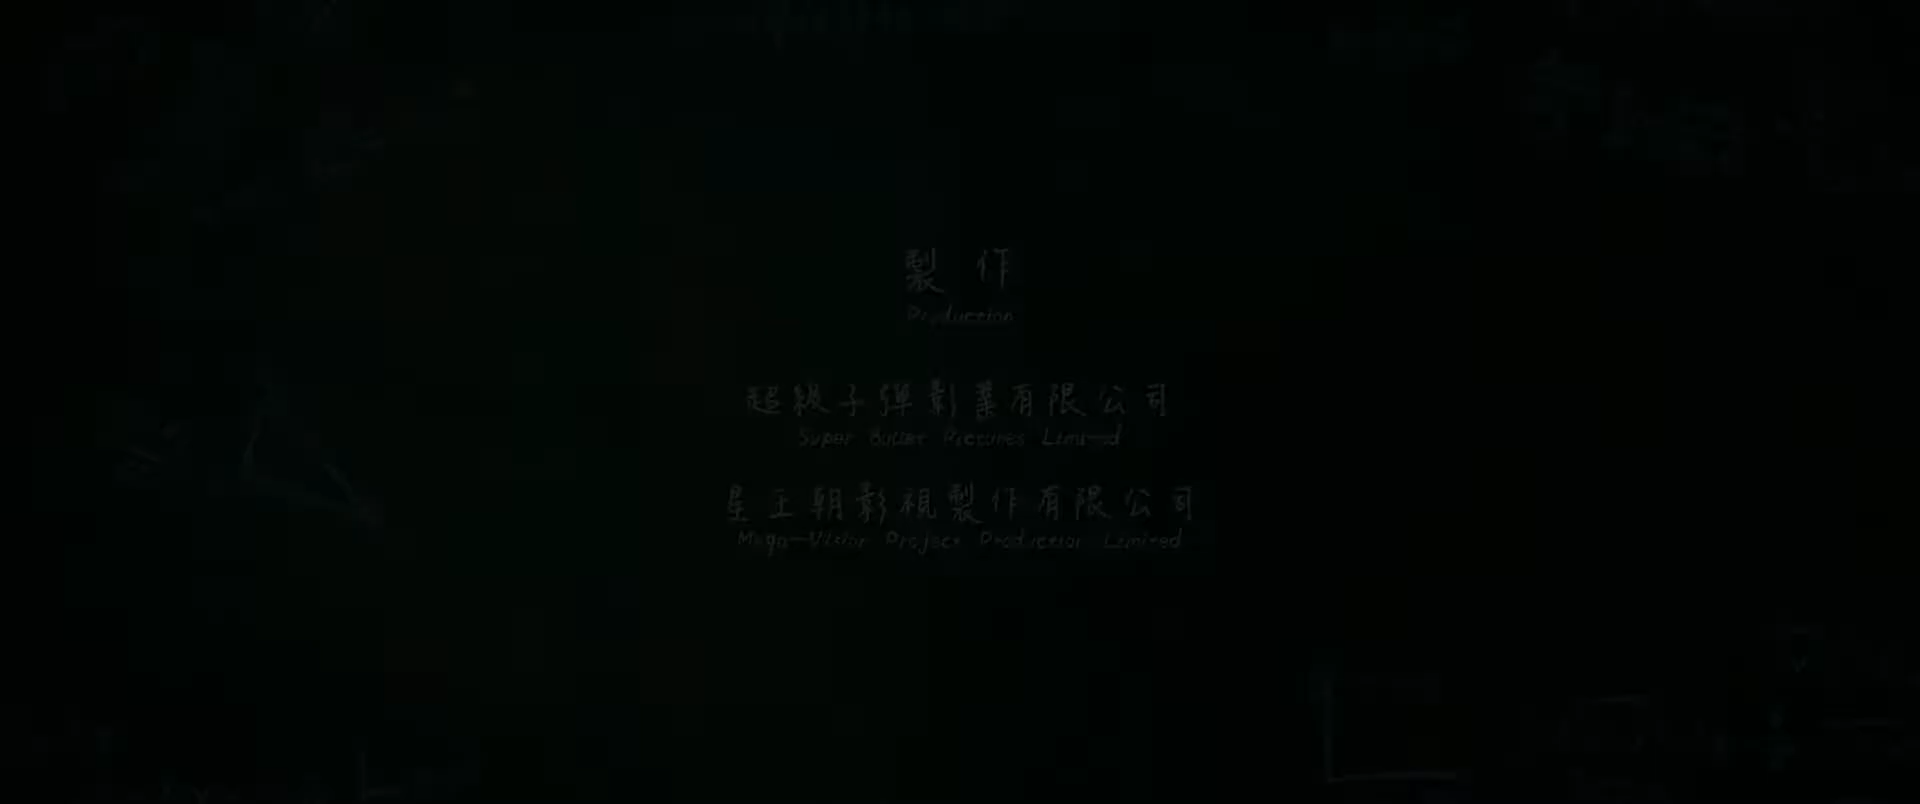 製作
Production
超級子彈影業有限公司
Super Bullet Pictures Limited
星王朝影視製作有限公司
Mega-Vision Project Production Limited